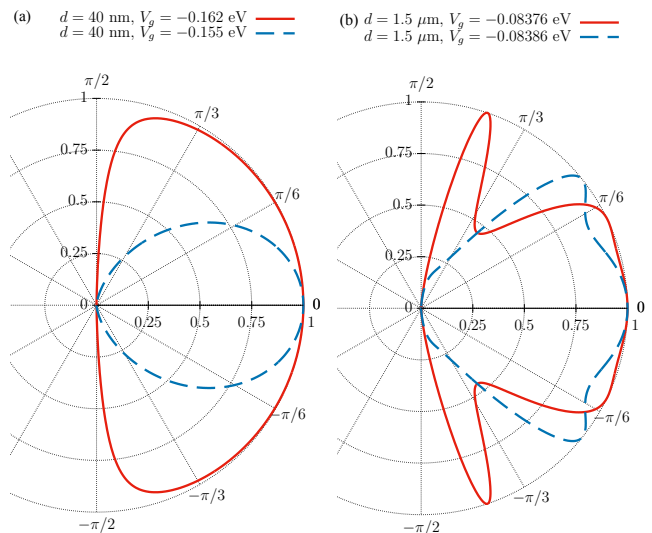 (a) d = 40 nm, V_g = −0.162 eV
d = 40 nm, V_g = −0.155 eV
π/2
1
π/3
0.75
π/6
0.5
0.25
0 0
0.25 0.5 0.75 1
−π/6
−π/3
−π/2
(b) d = 1.5 μm, V_g = −0.08376 eV
d = 1.5 μm, V_g = −0.08386 eV
π/2
1
π/3
0.75
π/6
0.5
0.25
0 0
0.25 0.5 0.75 1
−π/6
−π/3
−π/2